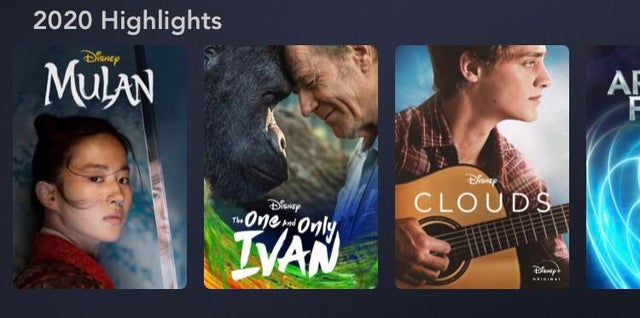 2020 Highlights
Disney
MULAN
Disney
The One And Only
IVAN
Disney
CLOUDS
Disney+
ORIGINAL